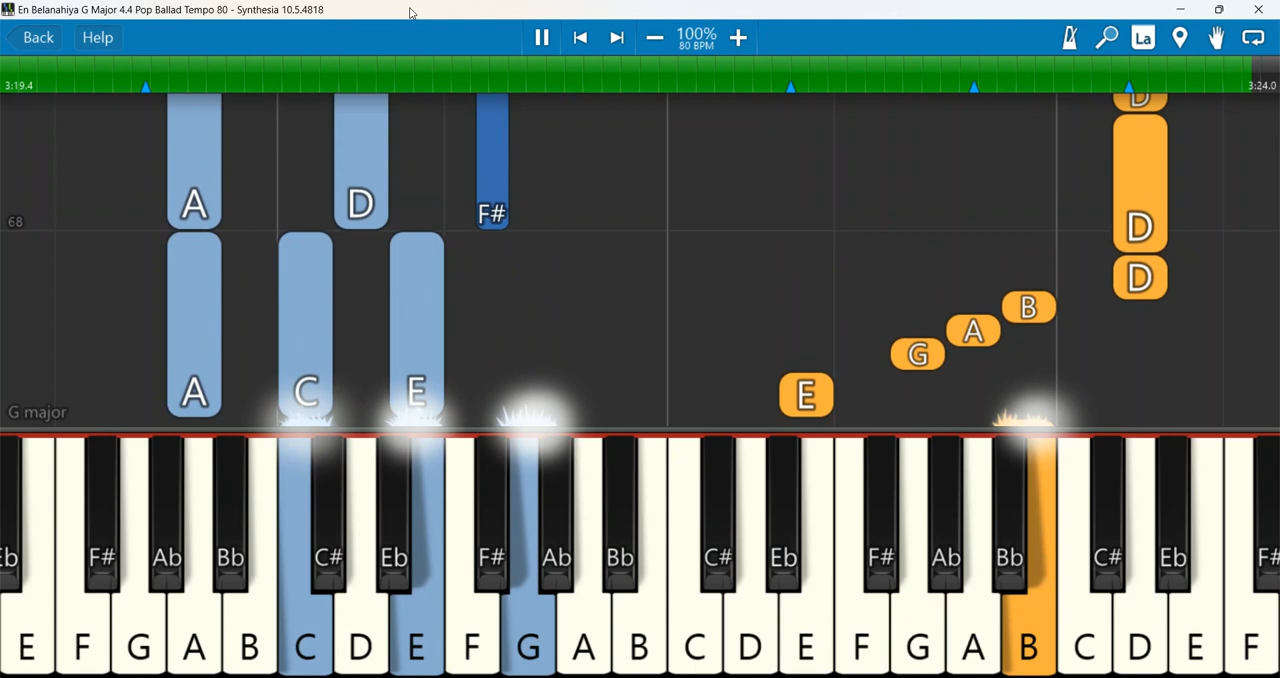 En Belanahiya G Major 4.4 Pop Ballad Tempo 80 - Synthesia 10.5.4818
Back Help 100% La
80 BPM
3:19.4 3:24.0
D
A D F# D
68
D
B
A
G
A C E E
G major
Eb F# Ab Bb C# Eb F# Ab Bb C# Eb F# Ab Bb C# Eb F#
E F G A B C D E F G A B C D E F G A B C D E F